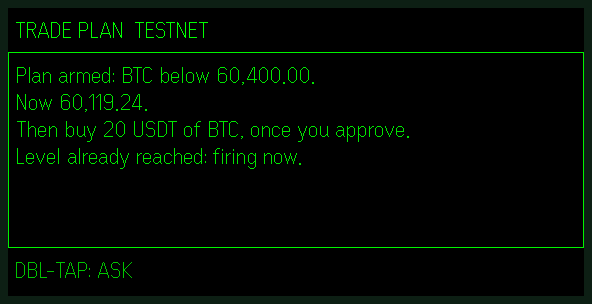 TRADE PLAN TESTNET
Plan armed: BTC below 60,400.00.
Now 60,119.24.
Then buy 20 USDT of BTC, once you approve.
Level already reached: firing now.
DBL-TAP: ASK